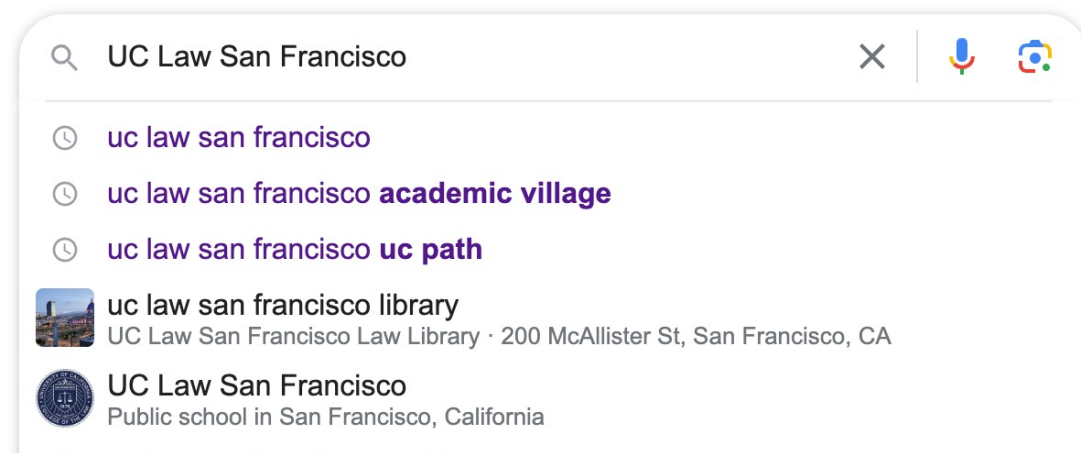 UC Law San Francisco
uc law san francisco
uc law san francisco academic village
uc law san francisco uc path
uc law san francisco library
UC Law San Francisco Law Library · 200 McAllister St, San Francisco, CA
UC Law San Francisco
Public school in San Francisco, California